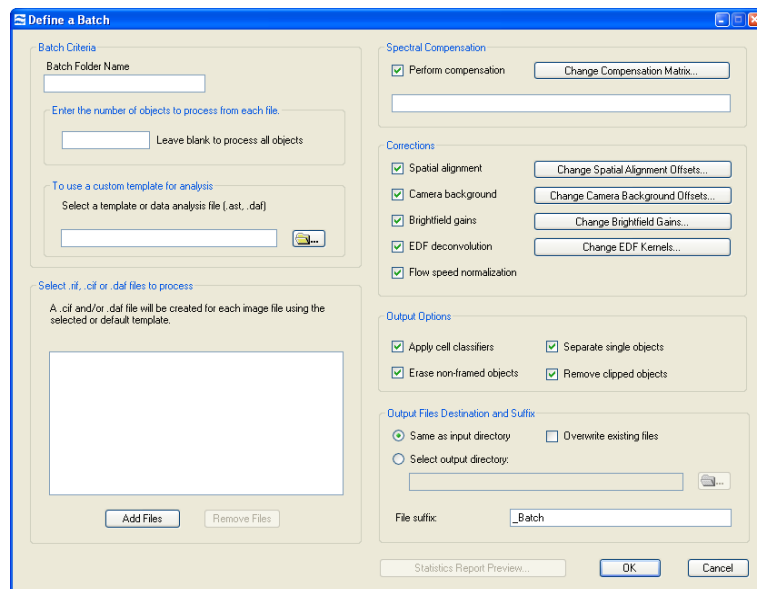 Define a Batch
Batch Criteria
Batch Folder Name
Enter the number of objects to process from each file.
Leave blank to process all objects
To use a custom template for analysis
Select a template or data analysis file (.ast, .daf)
...
Select .rif, .cif or .daf files to process
A .cif and/or .daf file will be created for each image file using the
selected or default template.
Add Files
Remove Files
Spectral Compensation
Perform compensation
Change Compensation Matrix...
Corrections
Spatial alignment
Change Spatial Alignment Offsets...
Camera background
Change Camera Background Offsets...
Brightfield gains
Change Brightfield Gains...
EDF deconvolution
Change EDF Kernels...
Flow speed normalization
Output Options
Apply cell classifiers
Separate single objects
Erase non-framed objects
Remove clipped objects
Output Files Destination and Suffix
Same as input directory
Overwrite existing files
Select output directory:
...
File suffix:
_Batch
Statistics Report Preview...
OK
Cancel